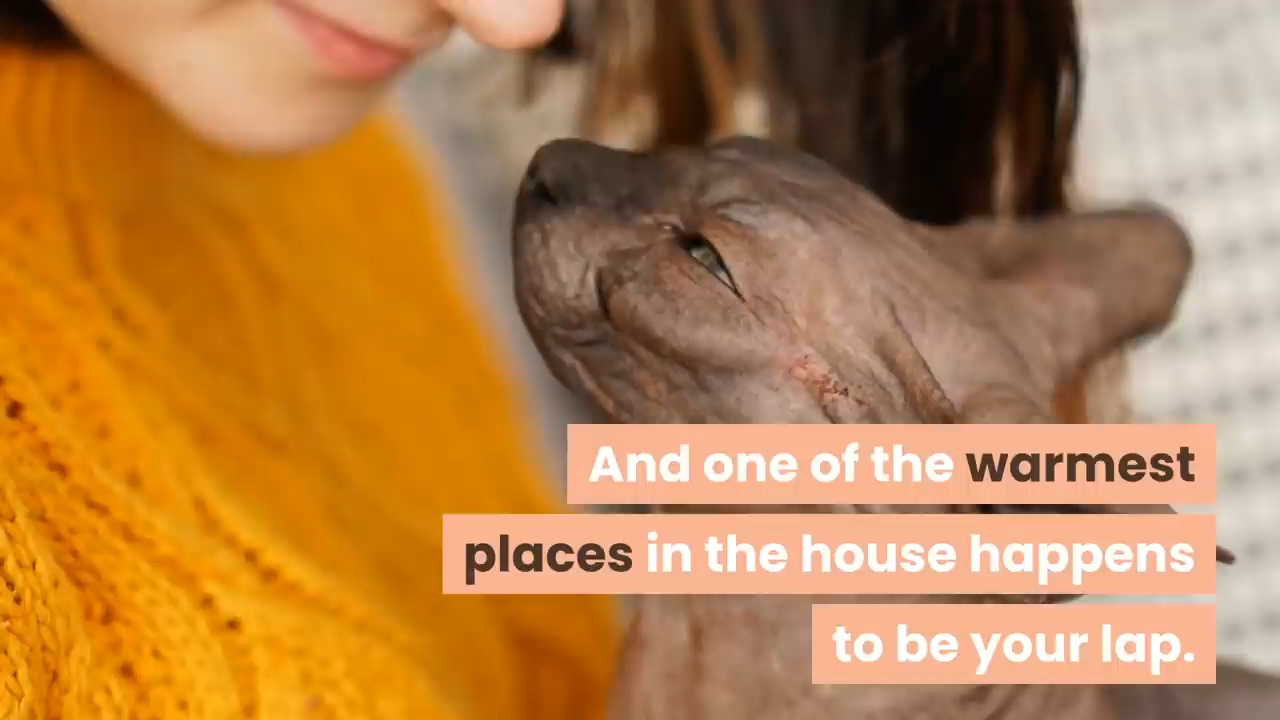 And one of the warmest
places in the house happens
to be your lap.